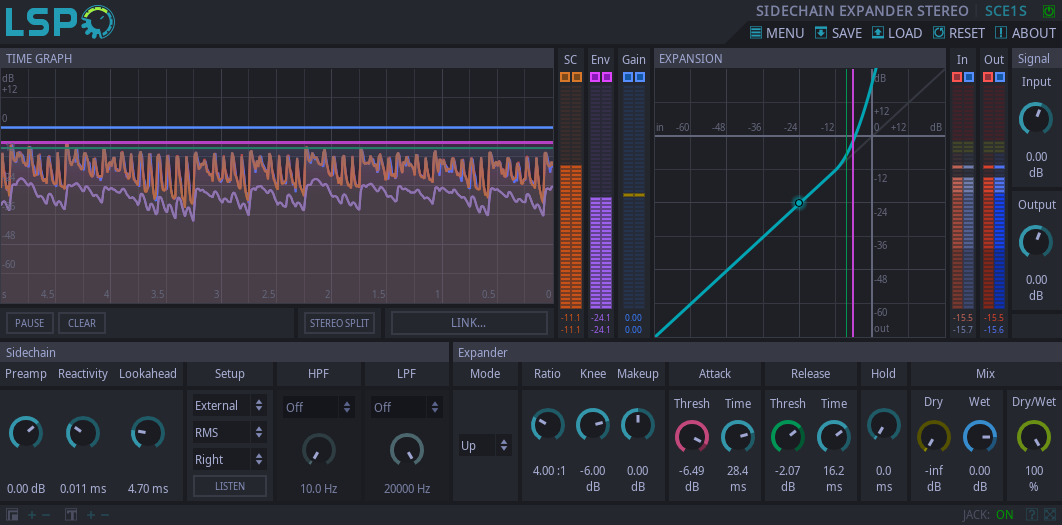 LSP
SIDECHAIN EXPANDER STEREO SCE1S
MENU SAVE LOAD RESET ABOUT
TIME GRAPH
SC Env Gain
EXPANSION
In Out
Signal
dB
+12
0
-48
-60
s 4.5 4 3.5 3 2.5 2 1.5 1 0.5 0
-11.1 -24.1 0.00
-11.1 -24.1 0.00
dB
+12
in -60 -48 -36 -24 -12 0 +12 dB
-12
-24
-36
-48
-60
out
-15.5 -15.5
-15.7 -15.6
Input
0.00
dB
Output
0.00
dB
PAUSE CLEAR STEREO SPLIT LINK...
Sidechain
Expander
Preamp Reactivity Lookahead Setup HPF LPF Mode Ratio Knee Makeup Attack Release Hold Mix
External
RMS
Right
LISTEN
Off
Off
Up
Thresh Time Thresh Time Dry Wet Dry/Wet
0.00 dB 0.011 ms 4.70 ms
10.0 Hz 20000 Hz
4.00 :1 -6.00 0.00
dB dB
-6.49 28.4 -2.07 16.2 0.0 -inf 0.00 100
dB ms dB ms ms dB dB %
JACK: ON